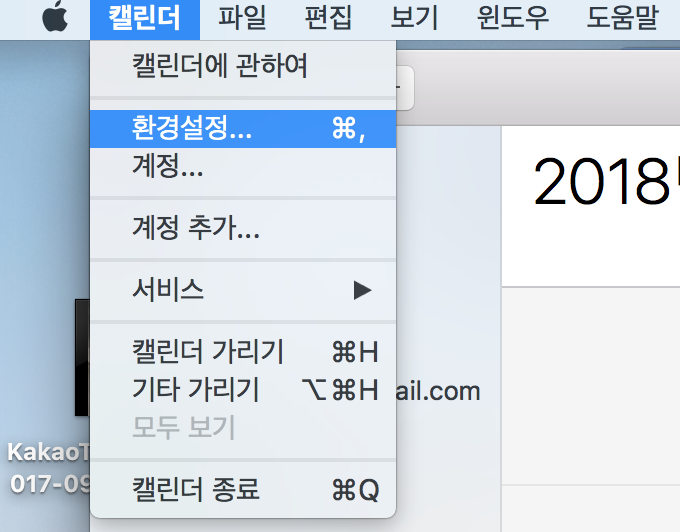 캘린더 파일 편집 보기 윈도우 도움말
캘린더에 관하여
환경설정... ⌘,
계정...
계정 추가...
서비스 ▶
캘린더 가리기 ⌘H
기타 가리기 ⌥⌘H
모두 보기
캘린더 종료 ⌘Q
2018
ail.com
KakaoT
017-09